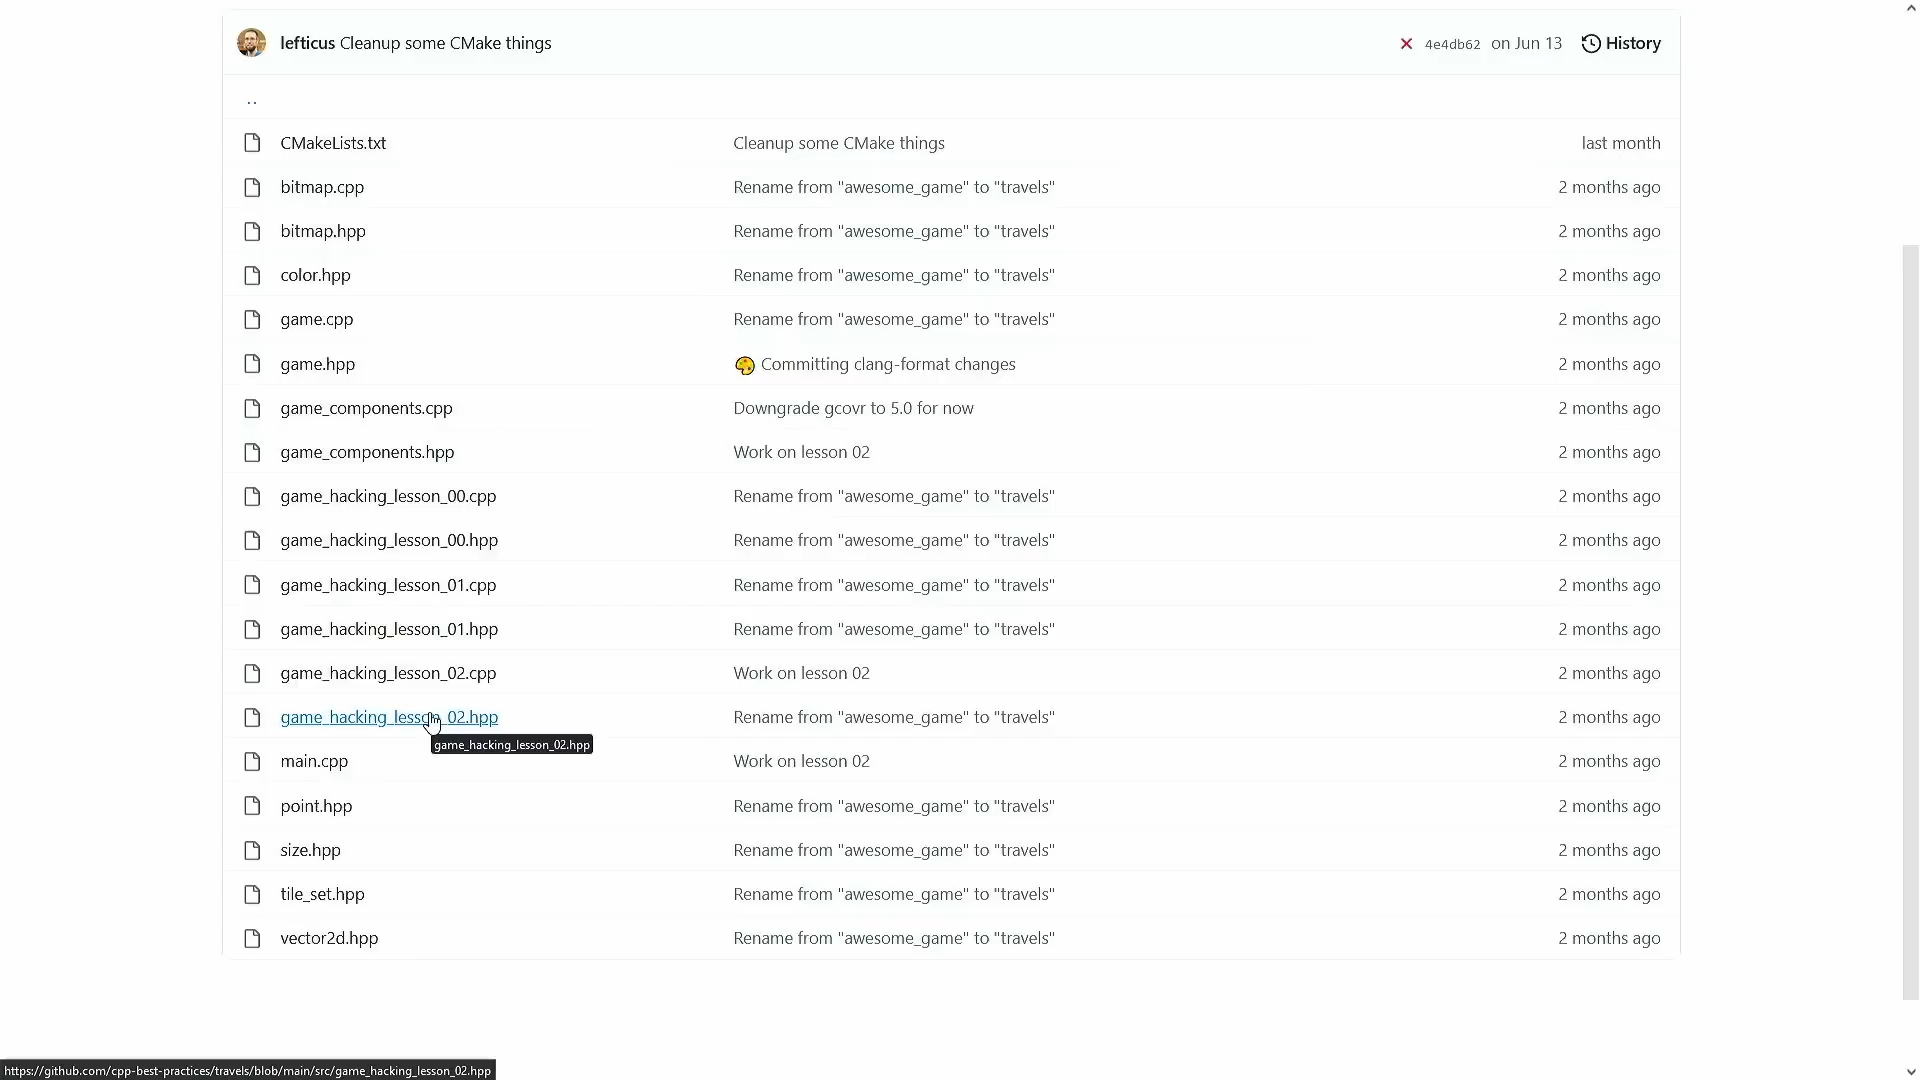 lefticus Cleanup some CMake things 4e4db62 on Jun 13 History
..
CMakeLists.txt Cleanup some CMake things last month
bitmap.cpp Rename from "awesome_game" to "travels" 2 months ago
bitmap.hpp Rename from "awesome_game" to "travels" 2 months ago
color.hpp Rename from "awesome_game" to "travels" 2 months ago
game.cpp Rename from "awesome_game" to "travels" 2 months ago
game.hpp 🎨 Committing clang-format changes 2 months ago
game_components.cpp Downgrade gcovr to 5.0 for now 2 months ago
game_components.hpp Work on lesson 02 2 months ago
game_hacking_lesson_00.cpp Rename from "awesome_game" to "travels" 2 months ago
game_hacking_lesson_00.hpp Rename from "awesome_game" to "travels" 2 months ago
game_hacking_lesson_01.cpp Rename from "awesome_game" to "travels" 2 months ago
game_hacking_lesson_01.hpp Rename from "awesome_game" to "travels" 2 months ago
game_hacking_lesson_02.cpp Work on lesson 02 2 months ago
game_hacking_lesson_02.hpp Rename from "awesome_game" to "travels" 2 months ago
game_hacking_lesson_02.hpp
main.cpp Work on lesson 02 2 months ago
point.hpp Rename from "awesome_game" to "travels" 2 months ago
size.hpp Rename from "awesome_game" to "travels" 2 months ago
tile_set.hpp Rename from "awesome_game" to "travels" 2 months ago
vector2d.hpp Rename from "awesome_game" to "travels" 2 months ago
https://github.com/cpp-best-practices/travels/blob/main/src/game_hacking_lesson_02.hpp